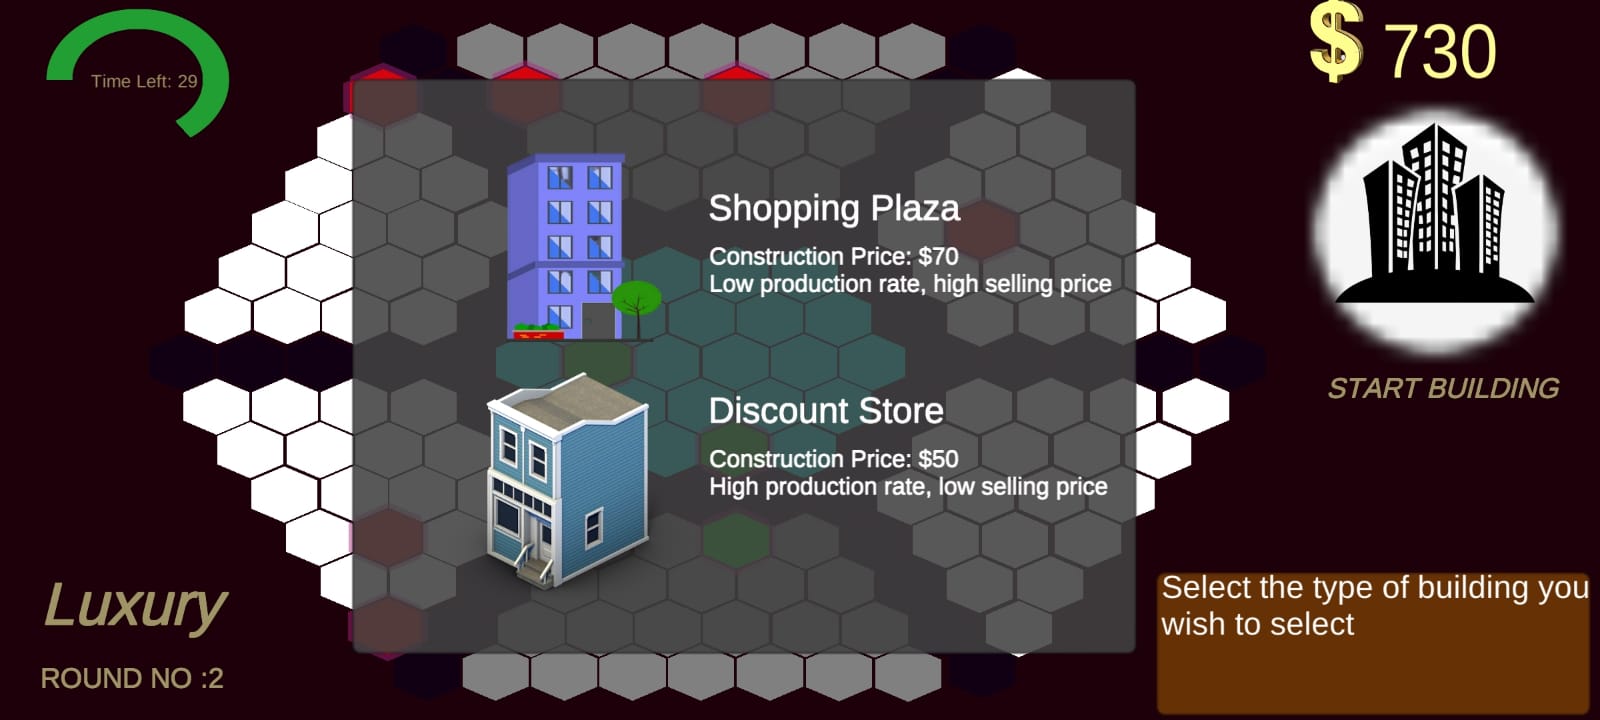 Time Left: 29
$ 730
Shopping Plaza
Construction Price: $70
Low production rate, high selling price
START BUILDING
Discount Store
Construction Price: $50
High production rate, low selling price
Luxury
ROUND NO :2
Select the type of building you
wish to select